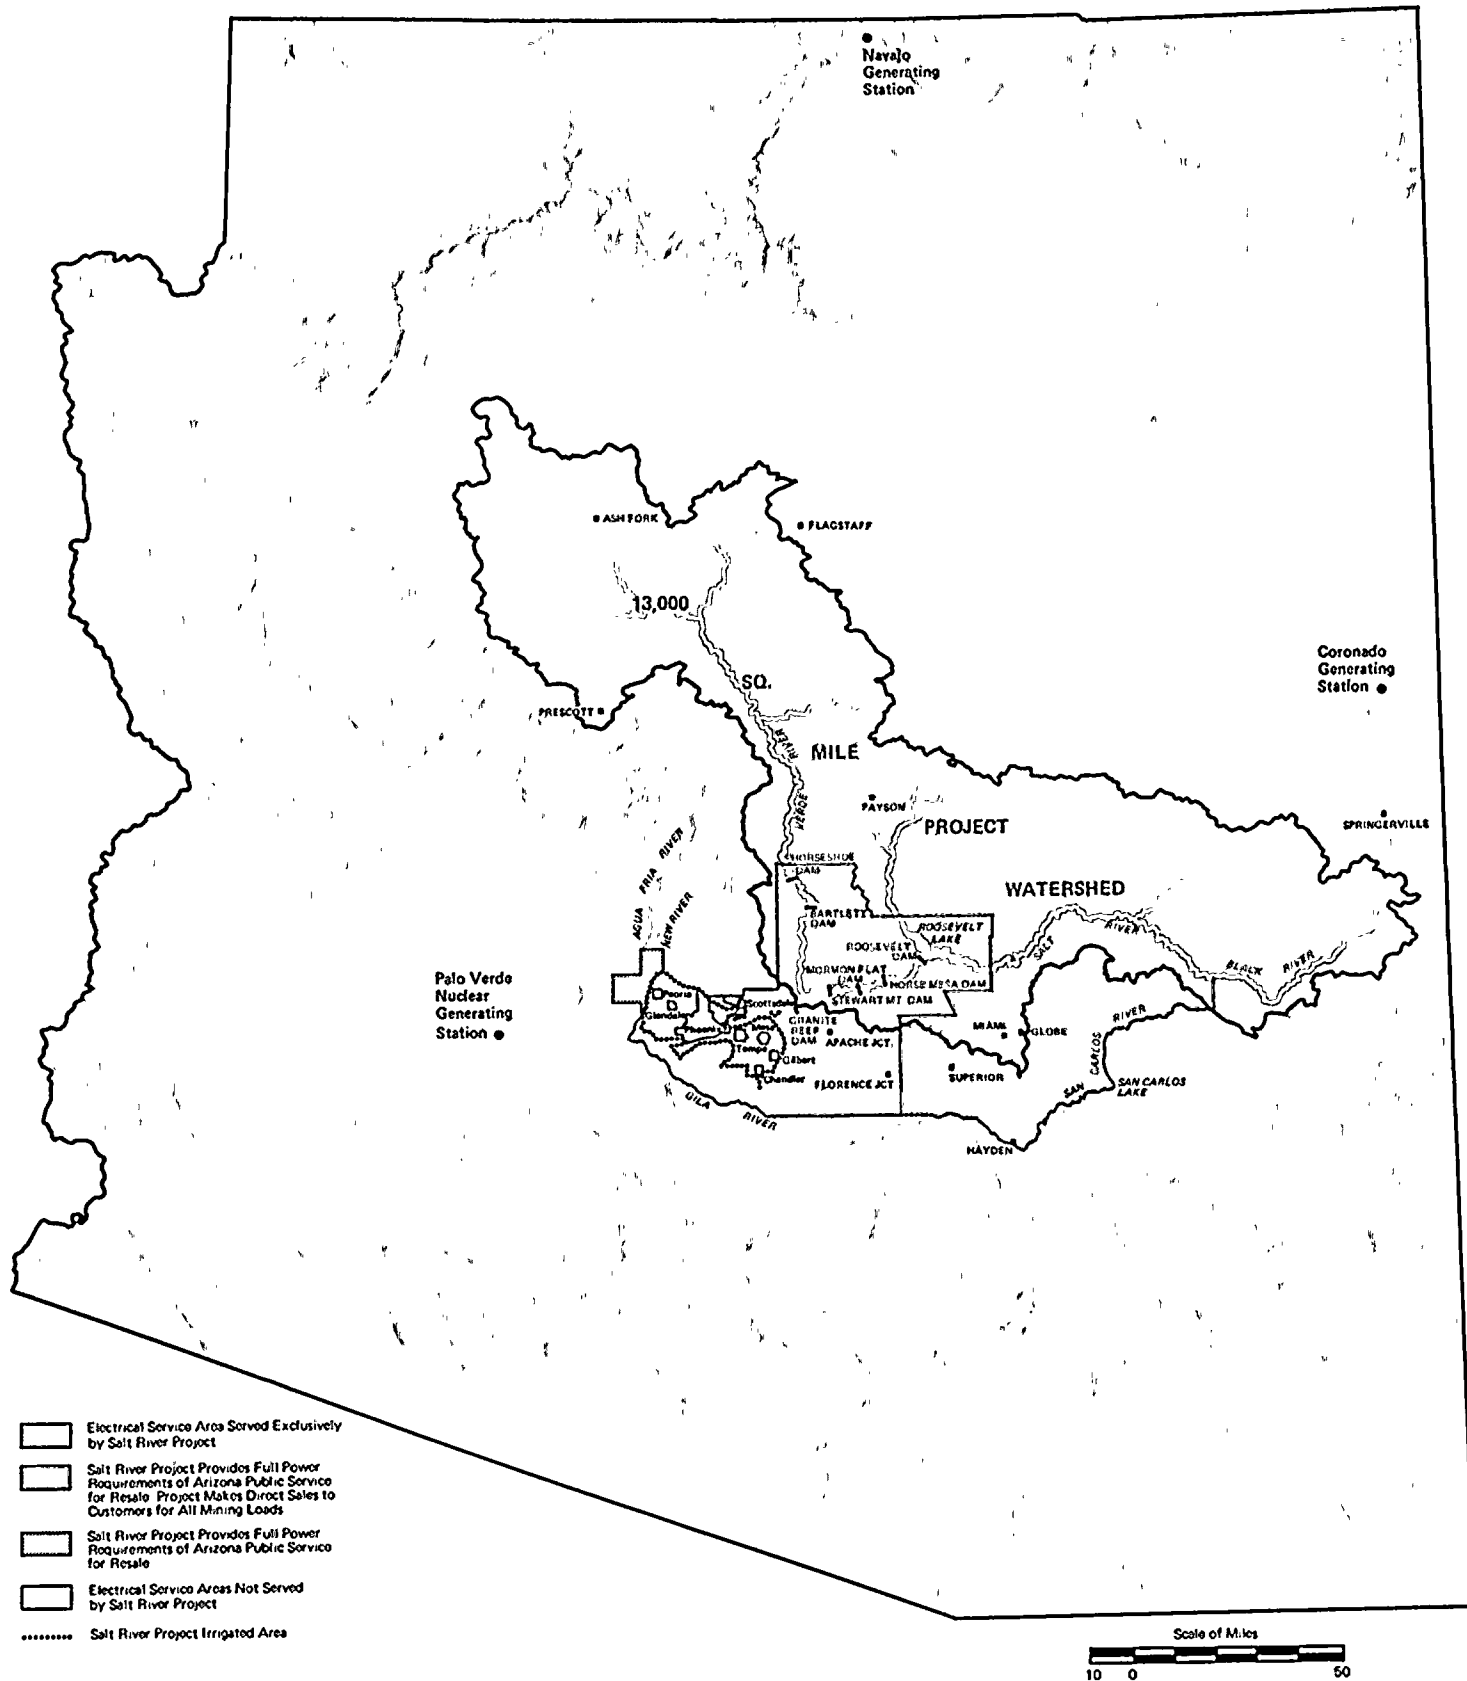 Navajo
Generating
Station
ASH FORK
FLAGSTAFF
13,000
Coronado
Generating
Station
SQ.
PRESCOTT
RIVER
MILE
VERDE
PAYSON
PROJECT
SPRINGERVILLE
AGUA FRIA RIVER
NEW RIVER
HORSESHOE
DAM
WATERSHED
BARTLETT
DAM
ROOSEVELT
LAKE
SALT
RIVER
ROOSEVELT
DAM
BLACK RIVER
MORMON FLAT
DAM
HORSE MESA DAM
STEWART MT. DAM
Palo Verde
Nuclear
Generating
Station
Peoria
Glendale
Scottsdale
Phoenix
Mesa
Tempe
Gilbert
Chandler
GRANITE
REEF
DAM
APACHE JCT.
MIAMI
GLOBE
FLORENCE JCT
SUPERIOR
SAN CARLOS RIVER
SAN CARLOS
LAKE
GILA RIVER
HAYDEN
Electrical Service Area Served Exclusively
by Salt River Project
Salt River Project Provides Full Power
Requirements of Arizona Public Service
for Resale Project Makes Direct Sales to
Customers for All Mining Loads
Salt River Project Provides Full Power
Requirements of Arizona Public Service
for Resale
Electrical Service Areas Not Served
by Salt River Project
Salt River Project Irrigated Area
Scale of Miles
10 0 50